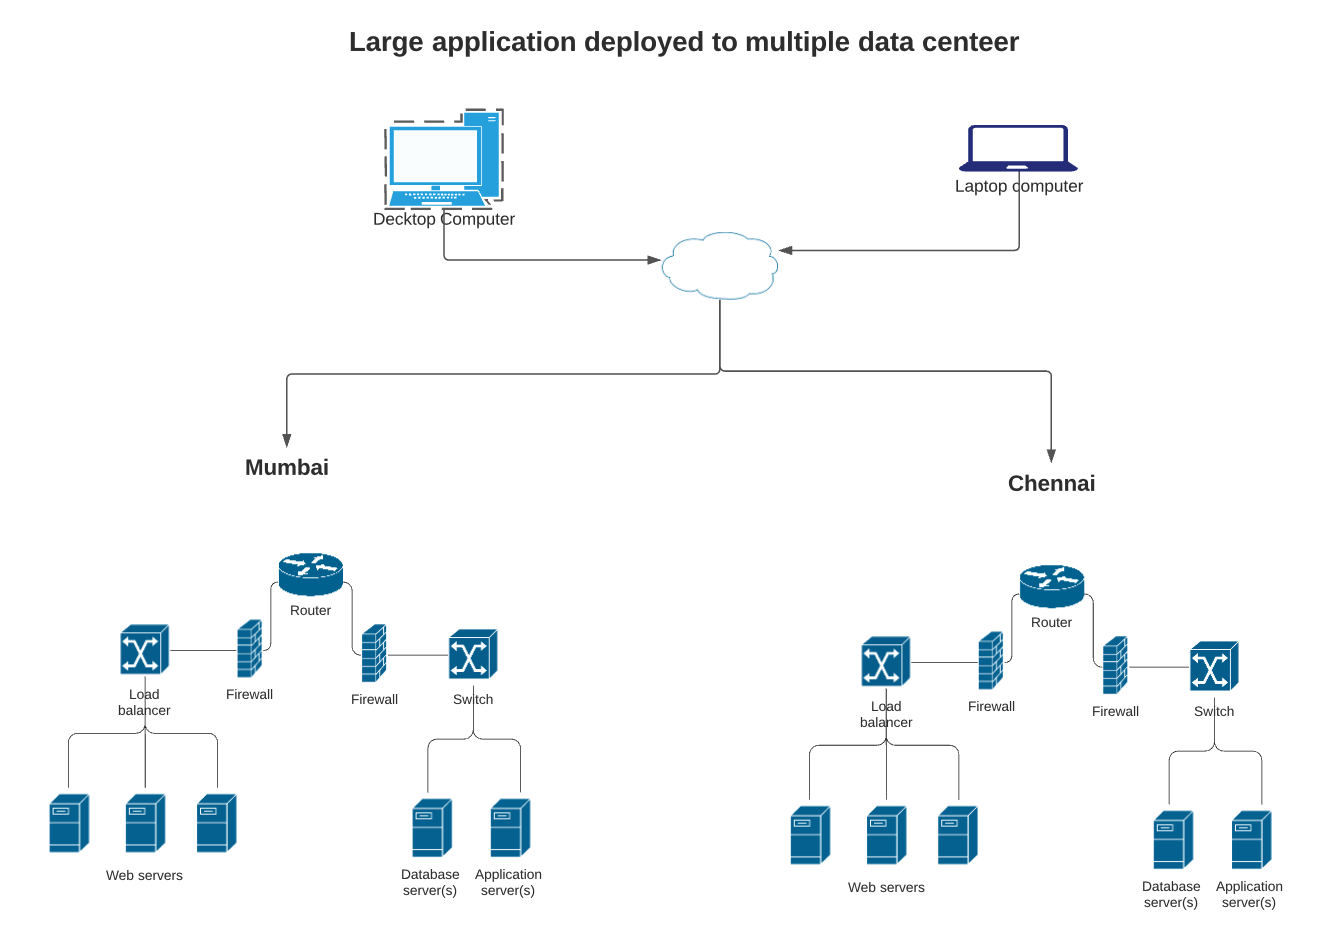 Large application deployed to multiple data centeer
Laptop computer
Decktop Computer
Mumbai
Chennai
Router
Load
balancer
Firewall
Firewall
Switch
Web servers
Database
server(s)
Application
server(s)
Router
Load
balancer
Firewall
Firewall
Switch
Web servers
Database
server(s)
Application
server(s)